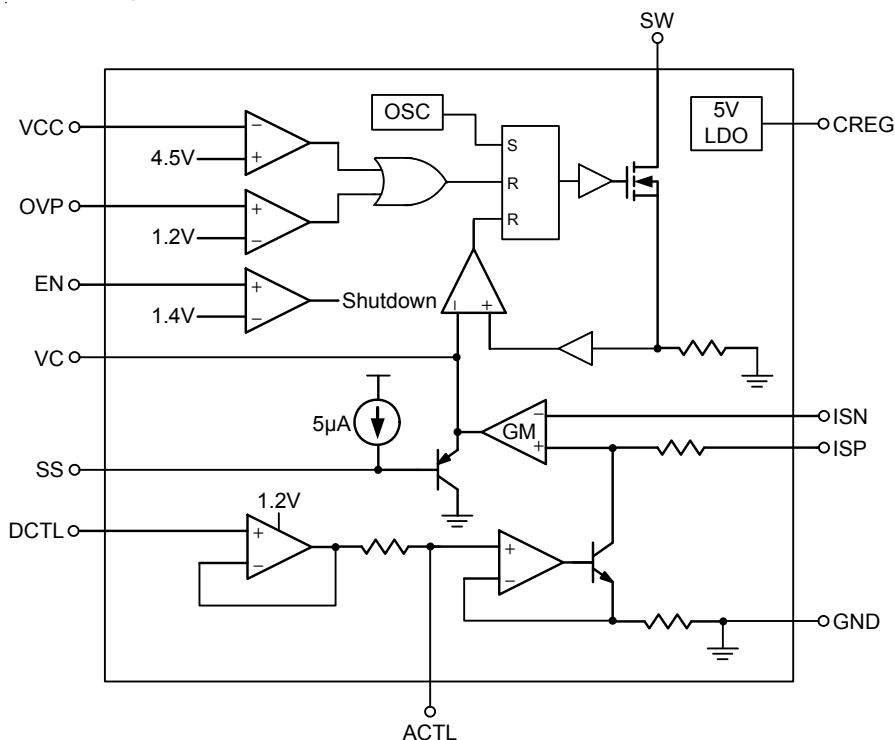 SW
VCC
−
4.5V
+
OSC
S
R
R
5V
LDO
CREG
OVP
+
1.2V
−
EN
+
1.4V
−
Shutdown
− +
VC
5µA
GM
−
+
ISN
ISP
SS
DCTL
1.2V
+
−
+
−
GND
ACTL